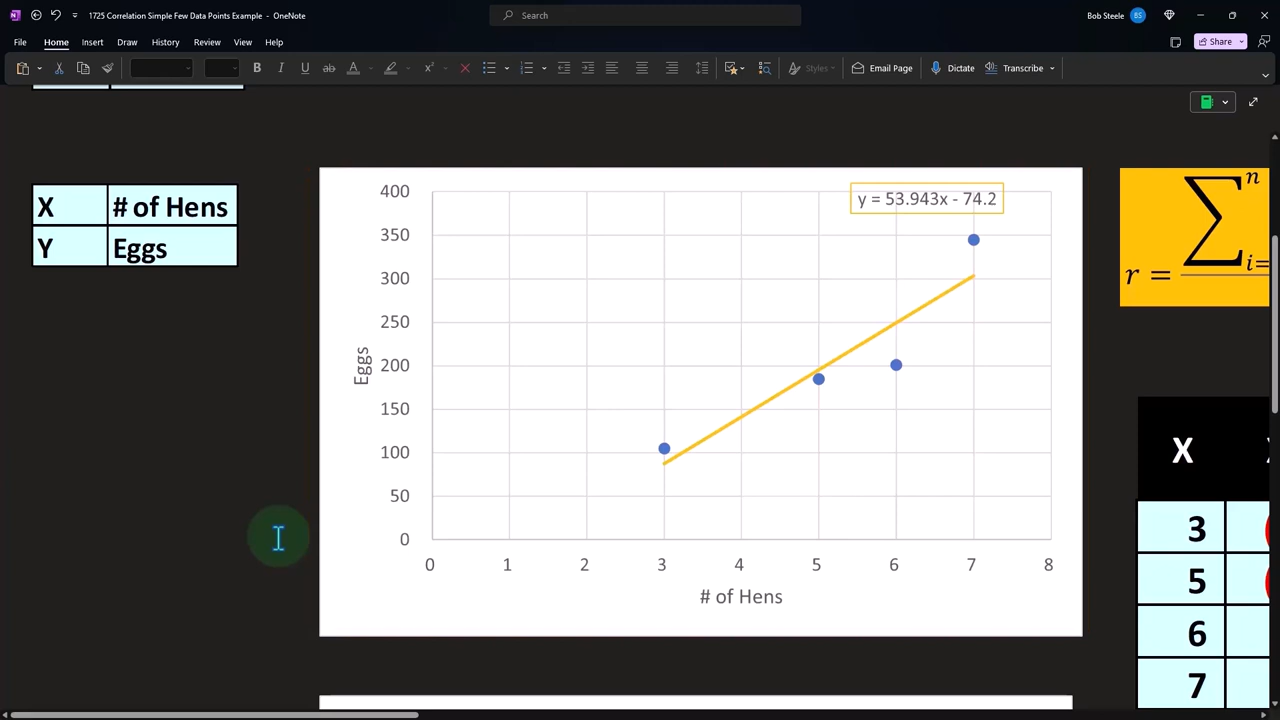 1725 Correlation Simple Few Data Points Example - OneNote
Search
Bob Steele
BS
File Home Insert Draw History Review View Help
Share
B I U ab A x Styles Email Page Dictate Transcribe
X # of Hens
Y Eggs
400
350
300
250
200
150
100
50
0
Eggs
y = 53.943x - 74.2
0 1 2 3 4 5 6 7 8
# of Hens
r = ∑ n i=
X
3
5
6
7